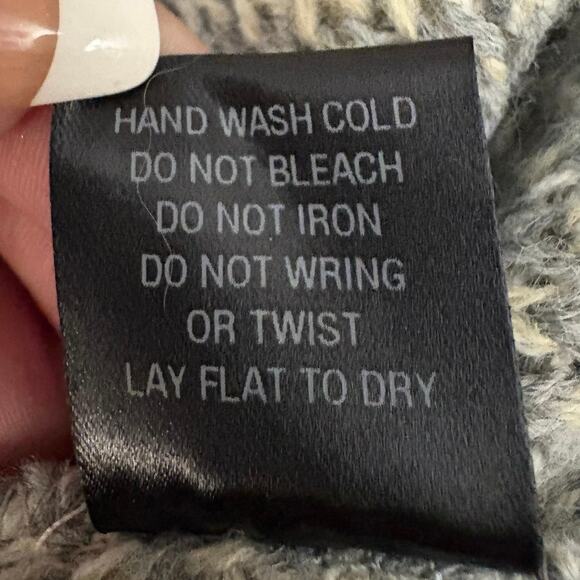 HAND WASH COLD
DO NOT BLEACH
DO NOT IRON
DO NOT WRING
OR TWIST
LAY FLAT TO DRY